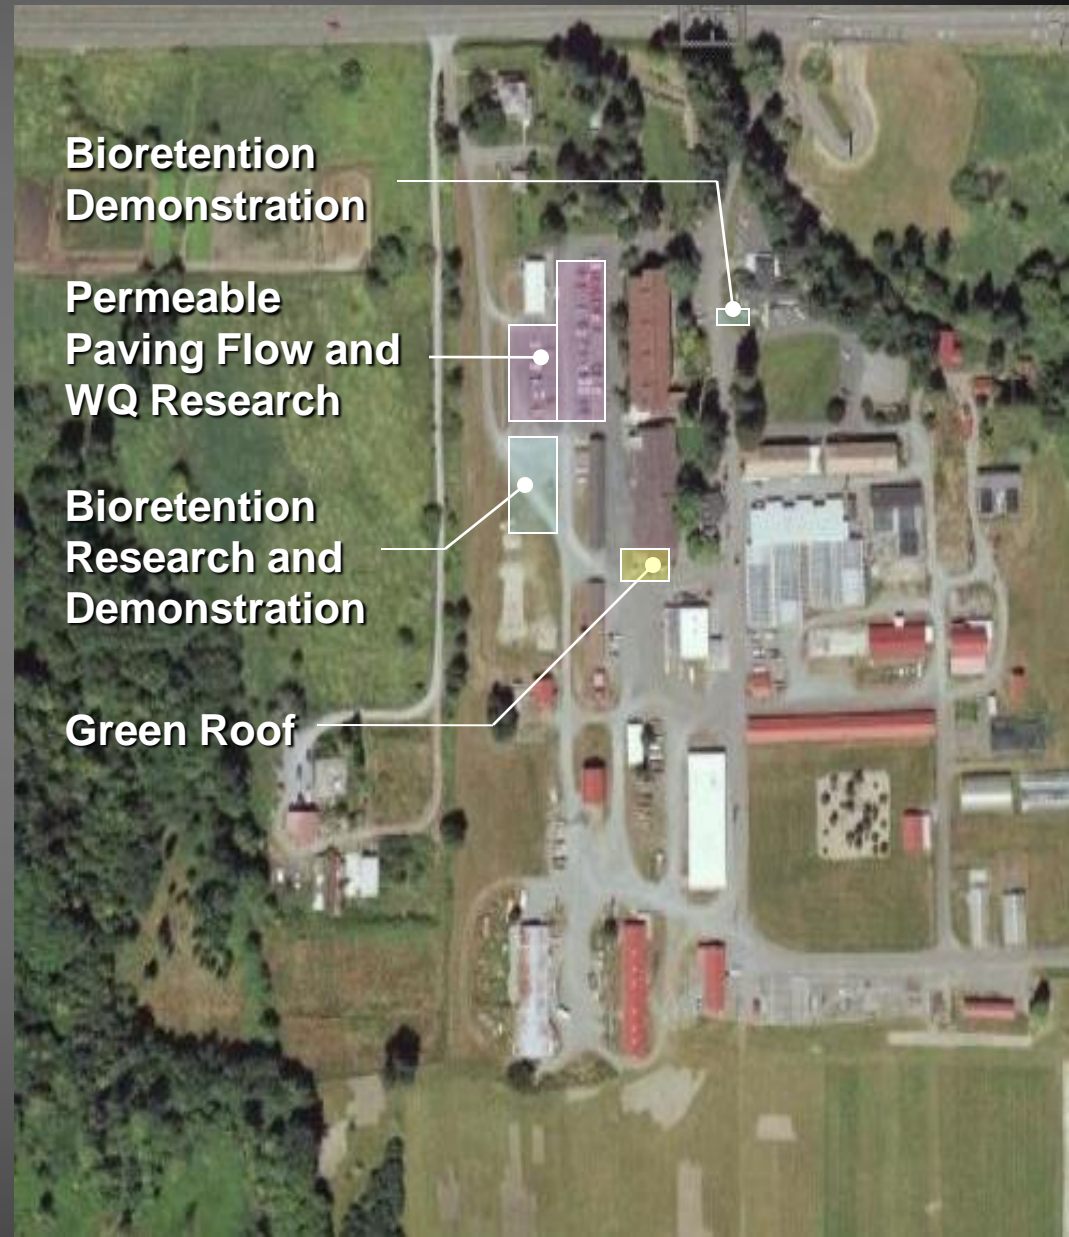 Bioretention
Demonstration
Permeable
Paving Flow and
WQ Research
Bioretention
Research and
Demonstration
Green Roof